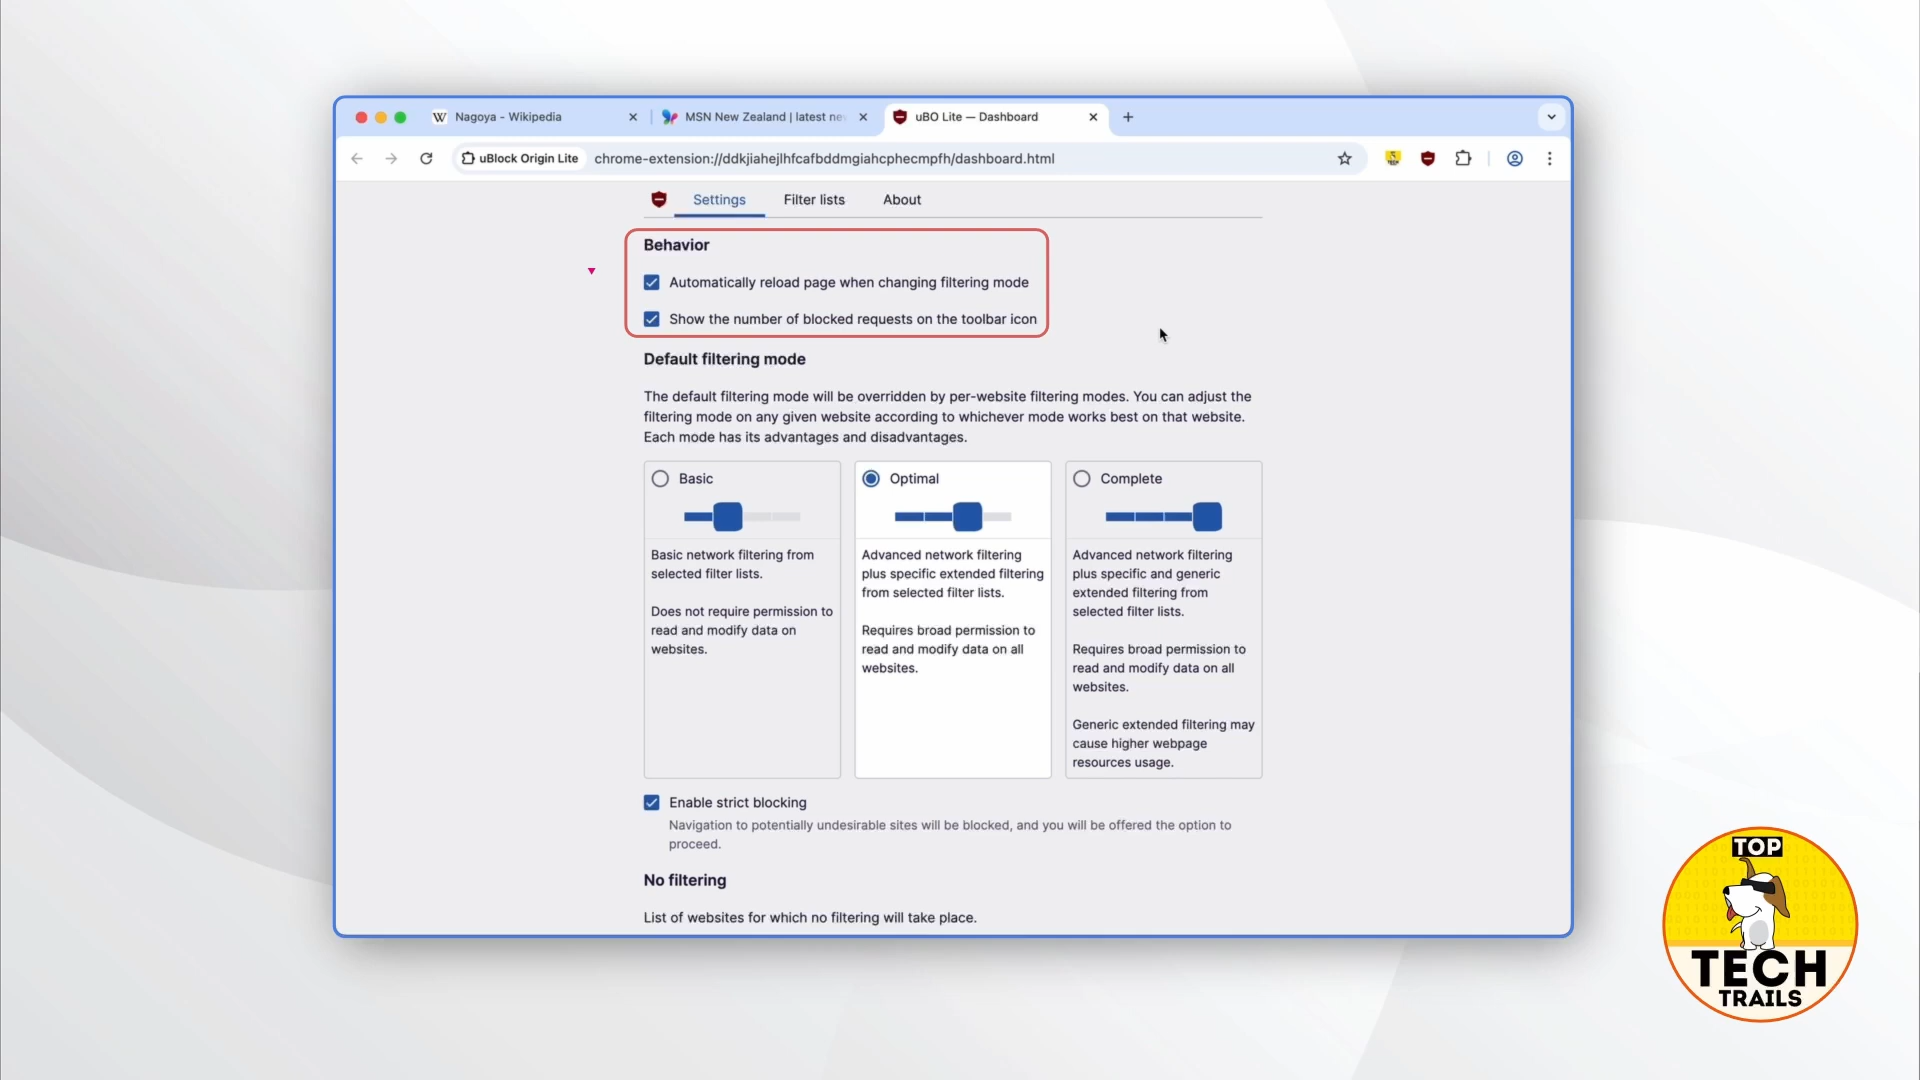 Nagoya - Wikipedia
MSN New Zealand | latest ne
uBO Lite — Dashboard
uBlock Origin Lite
chrome-extension://ddkjiahejlhfcafbddmgiahcphecmpfh/dashboard.html
Settings
Filter lists
About
Behavior
Automatically reload page when changing filtering mode
Show the number of blocked requests on the toolbar icon
Default filtering mode
The default filtering mode will be overridden by per-website filtering modes. You can adjust the
filtering mode on any given website according to whichever mode works best on that website.
Each mode has its advantages and disadvantages.
Basic
Basic network filtering from
selected filter lists.
Does not require permission to
read and modify data on
websites.
Optimal
Advanced network filtering
plus specific extended filtering
from selected filter lists.
Requires broad permission to
read and modify data on all
websites.
Complete
Advanced network filtering
plus specific and generic
extended filtering from
selected filter lists.
Requires broad permission to
read and modify data on all
websites.
Generic extended filtering may
cause higher webpage
resources usage.
Enable strict blocking
Navigation to potentially undesirable sites will be blocked, and you will be offered the option to
proceed.
No filtering
List of websites for which no filtering will take place.
TOP
TECH
TRAILS